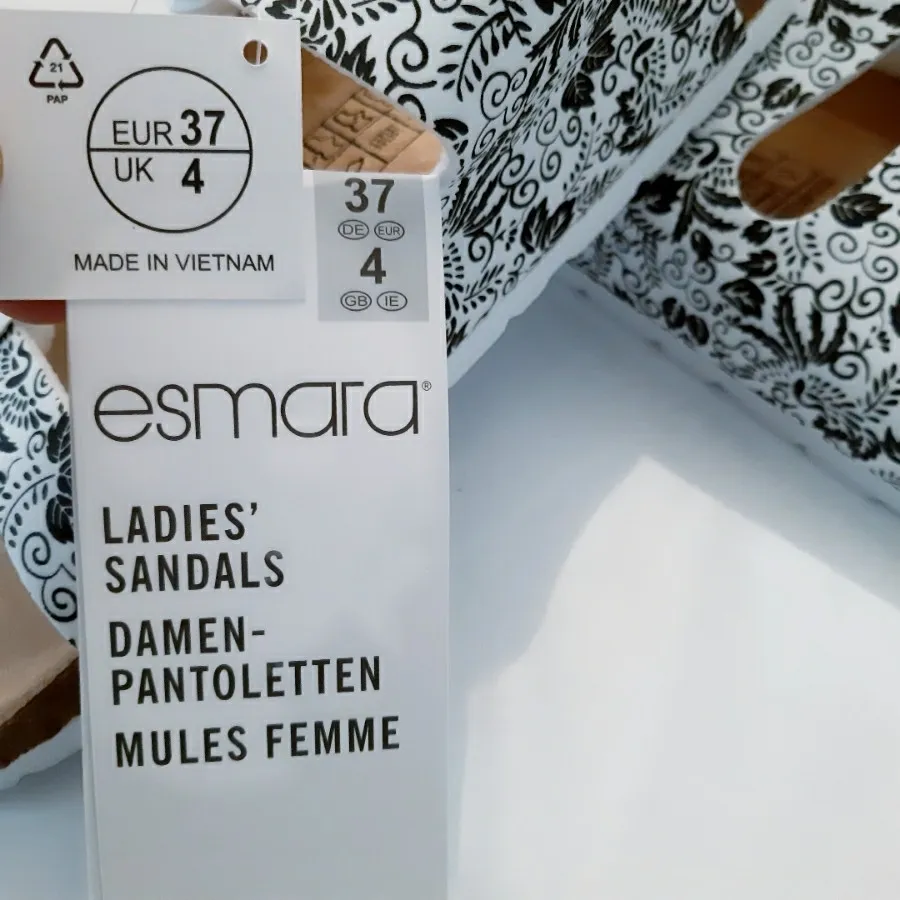 21
PAP
EUR 37
UK 4
MADE IN VIETNAM
37
DE EUR
4
GB IE
esmara®
LADIES'
SANDALS
DAMEN-
PANTOLETTEN
MULES FEMME